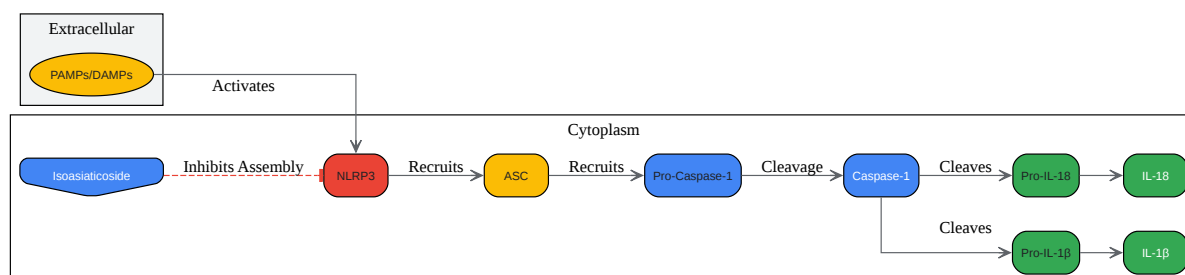 Extracellular
PAMPs/DAMPs
Activates
Cytoplasm
Isoasiaticoside
Inhibits Assembly
NLRP3
Recruits
ASC
Recruits
Pro-Caspase-1
Cleavage
Caspase-1
Cleaves
Pro-IL-18
IL-18
Cleaves
Pro-IL-1β
IL-1β